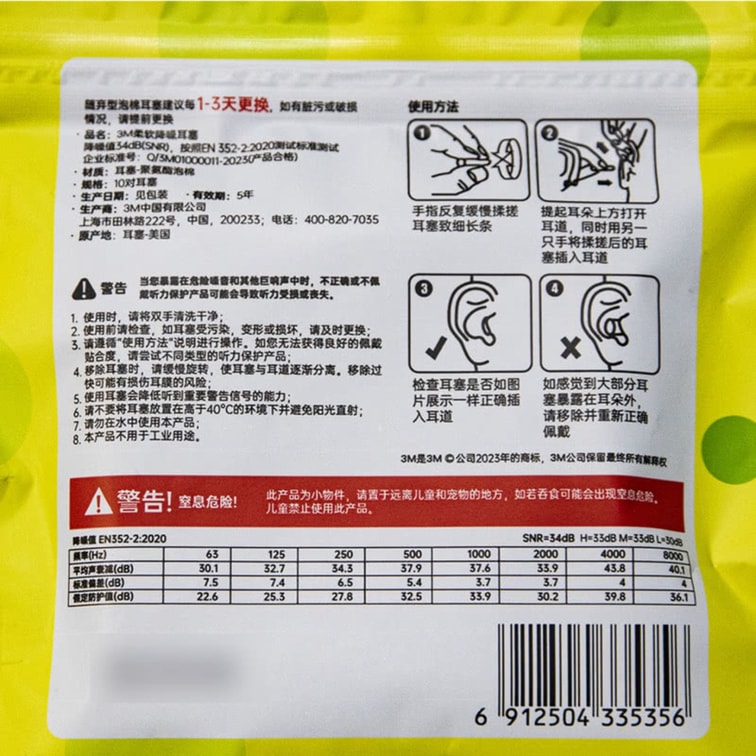 随弃型泡棉耳塞建议每1-3天更换，如有脏污或破损
情况，请提前更换
· 品名：3M柔软降噪耳塞
降噪值34dB(SNR)，按照EN 352-2:2020测试标准测试
企业标准号：Q/3M01000011-2023(产品合格)
· 材质：耳塞-聚氨酯泡棉
· 规格：10对耳塞
· 生产日期：见包装 · 有效期：5年
· 生产商：3M中国有限公司
上海市田林路222号，中国，200233；电话：400-820-7035
· 原产地：耳塞-美国
警告 当您暴露在危险噪音和其他巨响声中时，不正确或不佩
戴听力保护产品可能会导致听力受损或丧失。
1. 使用时，请将双手清洗干净；
2. 使用前请检查，如耳塞受污染，变形或损坏，请及时更换；
3. 请遵循“使用方法”说明进行操作。如您无法获得良好的佩戴
贴合度，请尝试不同类型的听力保护产品；
4. 移除耳塞时，请缓慢旋转，使耳塞与耳道逐渐分离。移除过
快可能有损伤耳膜的风险；
5. 使用耳塞会降低听到重要警告信号的能力；
6. 请不要将耳塞放置在高于40°C的环境下并避免阳光直射；
7. 请勿在水中使用本产品；
8. 本产品不用于工业用途。
使用方法
1
手指反复缓慢揉搓
耳塞致细长条
2
提起耳朵上方打开
耳道，同时用另一
只手将揉搓后的耳
塞插入耳道
3
检查耳塞是否如图
片展示一样正确插
入耳道
4
如感觉到大部分耳
塞暴露在耳朵外，
请移除并重新正确
佩戴
3M是3M ©公司2023年的商标，3M公司保留最终所有解释权
警告! 窒息危险! 此产品为小物件，请置于远离儿童和宠物的地方，如若吞食可能会出现窒息危险。
儿童禁止使用此产品。
降噪值 EN352-2:2020 SNR=34dB H=33dB M=33dB L=30dB
频率(Hz) 63 125 250 500 1000 2000 4000 8000
平均声衰减(dB) 30.1 32.7 34.3 37.9 37.6 33.9 43.8 40.1
标准偏差(dB) 7.5 7.4 6.5 5.4 3.7 3.7 4 4
假定防护值(dB) 22.6 25.3 27.8 32.5 33.9 30.2 39.8 36.1
6 912504 335356